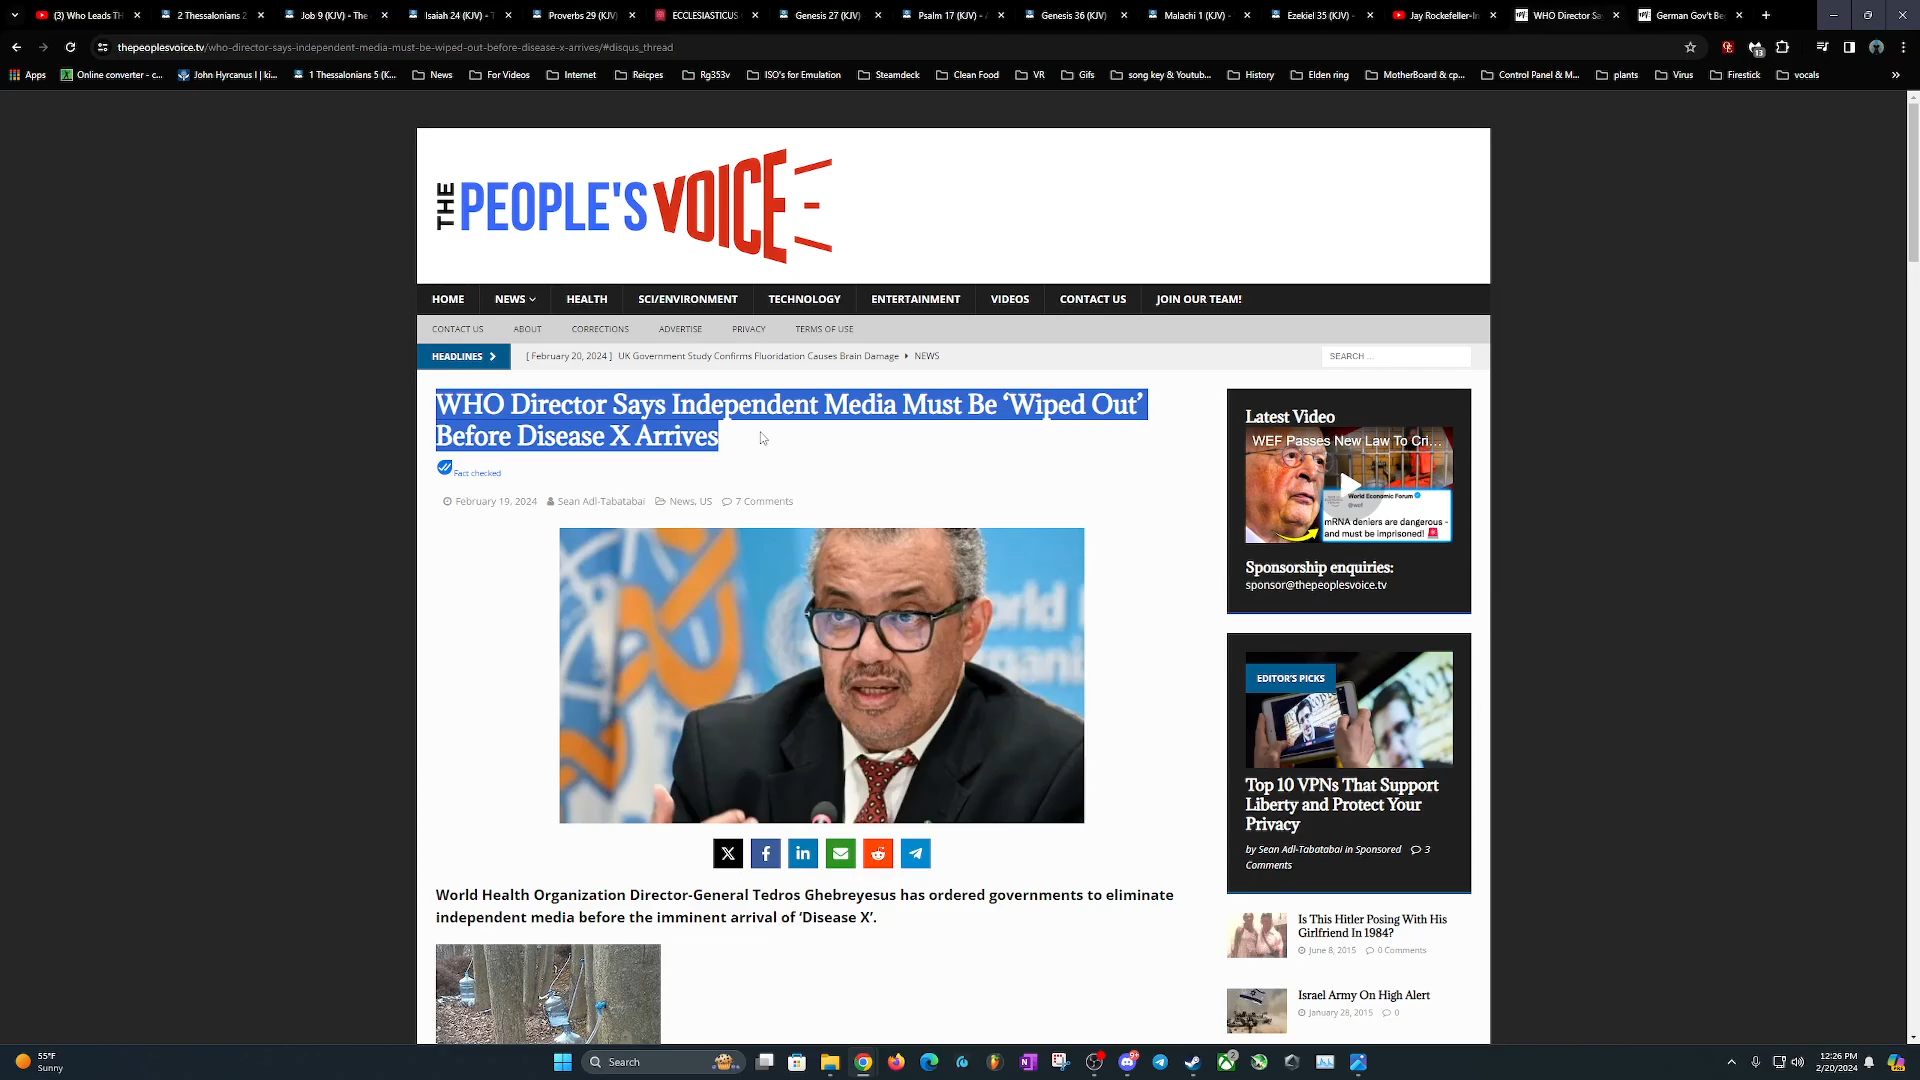 (3) Who Leads Th
2 Thessalonians 2
Job 9 (KJV) - The
Isaiah 24 (KJV) - T
Proverbs 29 (KJV)
ECCLESIASTICUS
Genesis 27 (KJV)
Psalm 17 (KJV) -
Genesis 36 (KJV)
Malachi 1 (KJV) -
Ezekiel 35 (KJV) -
Jay Rockefeller-In
WHO Director Sa
German Gov't Be
thepeoplesvoice.tv/who-director-says-independent-media-must-be-wiped-out-before-disease-x-arrives/#disqus_thread
13
Apps
Online converter - c...
John Hyrcanus I | ki...
1 Thessalonians 5 (K...
News
For Videos
Internet
Reicpes
Rg353v
ISO's for Emulation
Steamdeck
Clean Food
VR
Gifs
song key & Youtub...
History
Elden ring
MotherBoard & cp...
Control Panel & M...
plants
Virus
Firestick
vocals
THE PEOPLE'S VOICE
HOME
NEWS
HEALTH
SCI/ENVIRONMENT
TECHNOLOGY
ENTERTAINMENT
VIDEOS
CONTACT US
JOIN OUR TEAM!
CONTACT US
ABOUT
CORRECTIONS
ADVERTISE
PRIVACY
TERMS OF USE
HEADLINES
[ February 20, 2024 ] UK Government Study Confirms Fluoridation Causes Brain Damage
NEWS
SEARCH ...
WHO Director Says Independent Media Must Be ‘Wiped Out’
Before Disease X Arrives
Fact checked
February 19, 2024
Sean Adl-Tabatabai
News, US
7 Comments
World Health Organization Director-General Tedros Ghebreyesus has ordered governments to eliminate
independent media before the imminent arrival of ‘Disease X’.
Latest Video
WEF Passes New Law To Cri...
World Economic Forum
@wef
mRNA deniers are dangerous -
and must be imprisoned!
Sponsorship enquiries:
sponsor@thepeoplesvoice.tv
EDITOR'S PICKS
Top 10 VPNs That Support
Liberty and Protect Your
Privacy
by Sean Adl-Tabatabai in Sponsored
3
Comments
Is This Hitler Posing With His
Girlfriend In 1984?
June 8, 2015
0 Comments
Israel Army On High Alert
January 28, 2015
0
55°F
Sunny
Search
12:26 PM
2/20/2024